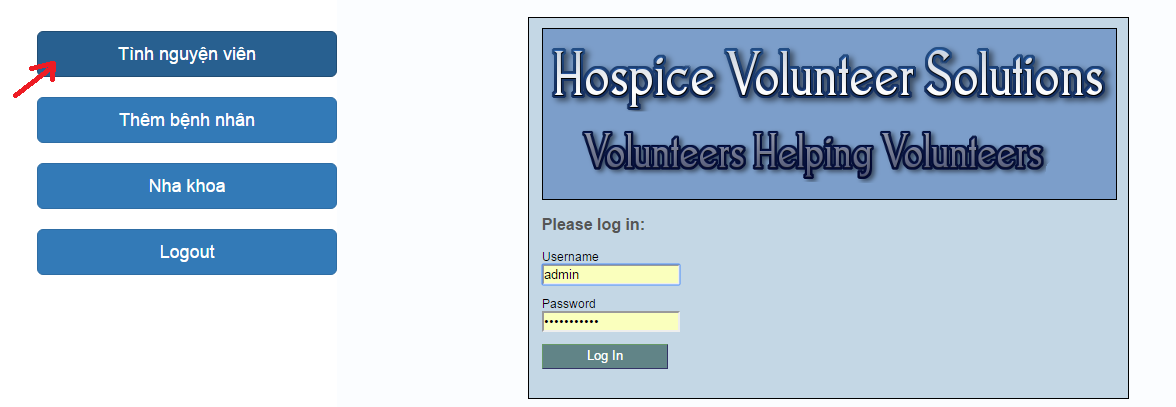 Tình nguyện viên
Thêm bệnh nhân
Nha khoa
Logout
Hospice Volunteer Solutions
Volunteers Helping Volunteers
Please log in:
Username
admin
Password
•••••••••••
Log In